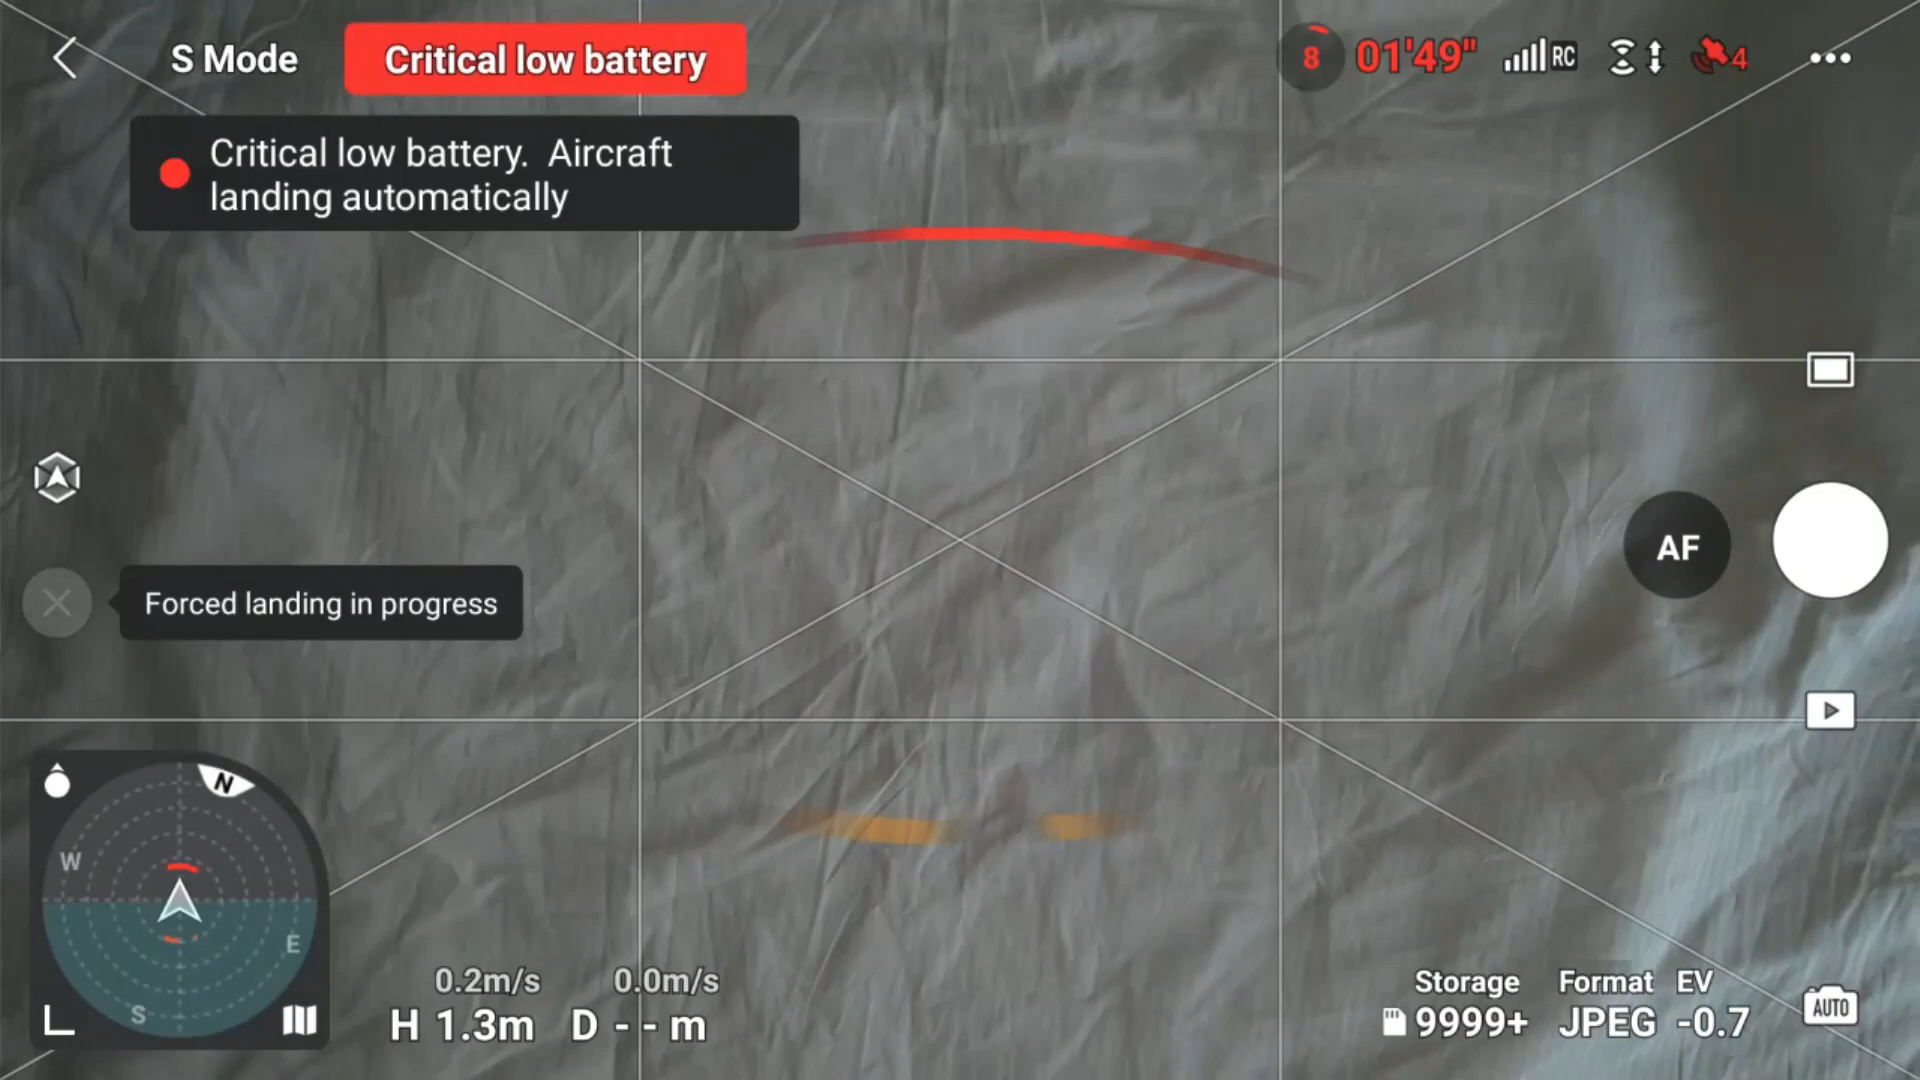 S Mode
Critical low battery
8
01'49"
RC
4
Critical low battery. Aircraft
landing automatically
AF
Forced landing in progress
N
W
E
S
0.2m/s 0.0m/s
H 1.3m D - - m
Storage Format EV
9999+ JPEG -0.7
AUTO